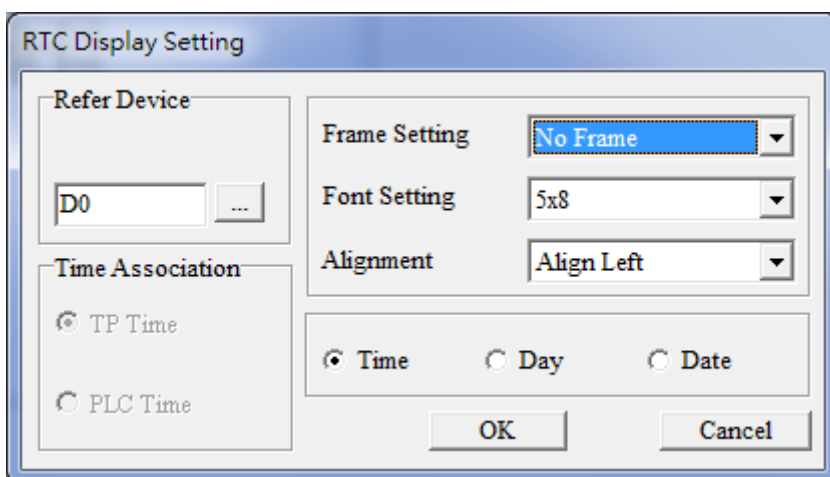 RTC Display Setting
Refer Device
D0
...
Time Association
TP Time
PLC Time
Frame Setting
No Frame
Font Setting
5x8
Alignment
Align Left
Time
Day
Date
OK
Cancel